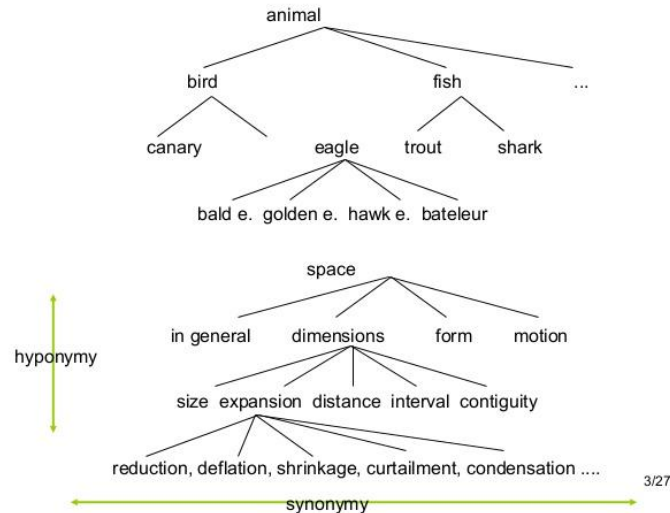 animal
bird fish ...
canary eagle trout shark
bald e. golden e. hawk e. bateleur
space
in general dimensions form motion
hyponymy
size expansion distance interval contiguity
reduction, deflation, shrinkage, curtailment, condensation ....
3/27
synonymy